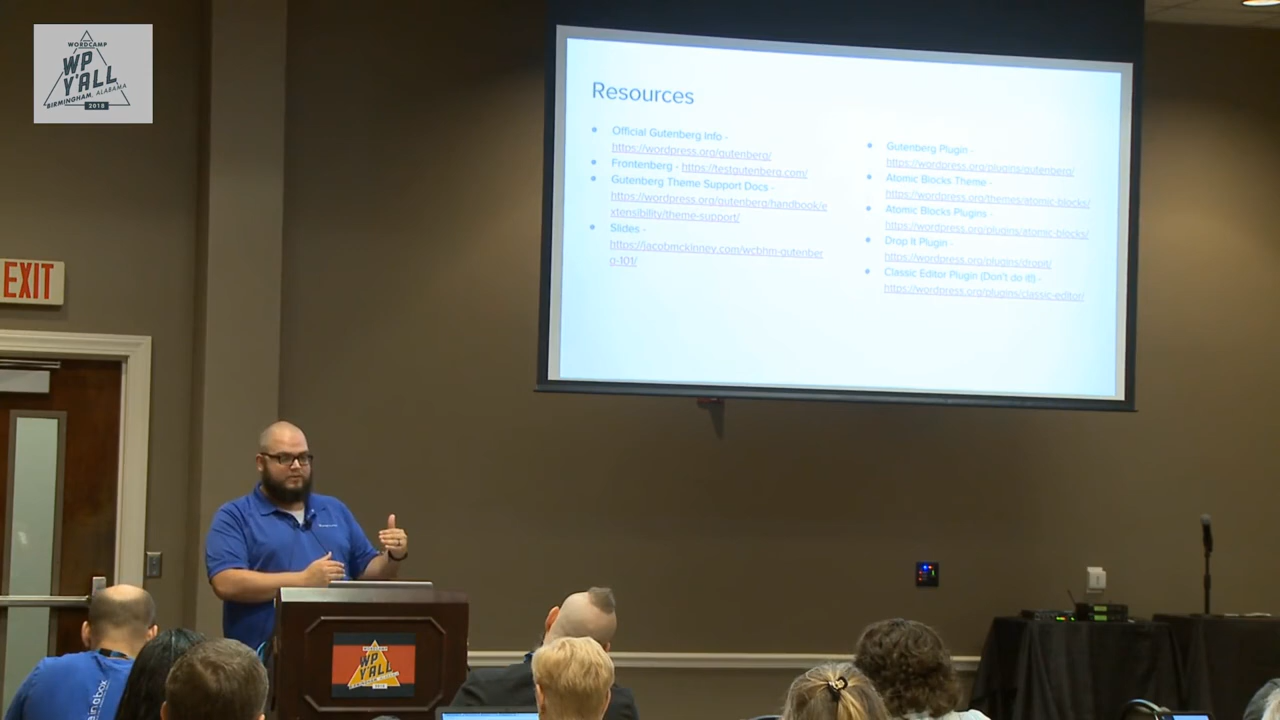 WORDCAMP
WP
Y'ALL
BIRMINGHAM, ALABAMA
2018
Resources
Official Gutenberg Info -
https://wordpress.org/gutenberg/
Frontenberg - https://testgutenberg.com/
Gutenberg Theme Support Docs -
https://wordpress.org/gutenberg/handbook/e
xtensibility/theme-support/
Slides -
https://jacobmckinney.com/wcbhm-gutenber
g-101/
Gutenberg Plugin -
https://wordpress.org/plugins/gutenberg/
Atomic Blocks Theme -
https://wordpress.org/themes/atomic-blocks/
Atomic Blocks Plugins -
https://wordpress.org/plugins/atomic-blocks/
Drop It Plugin -
https://wordpress.org/plugins/dropit/
Classic Editor Plugin (Don't do it!) -
https://wordpress.org/plugins/classic-editor/
EXIT
WORDCAMP
WP
Y'ALL